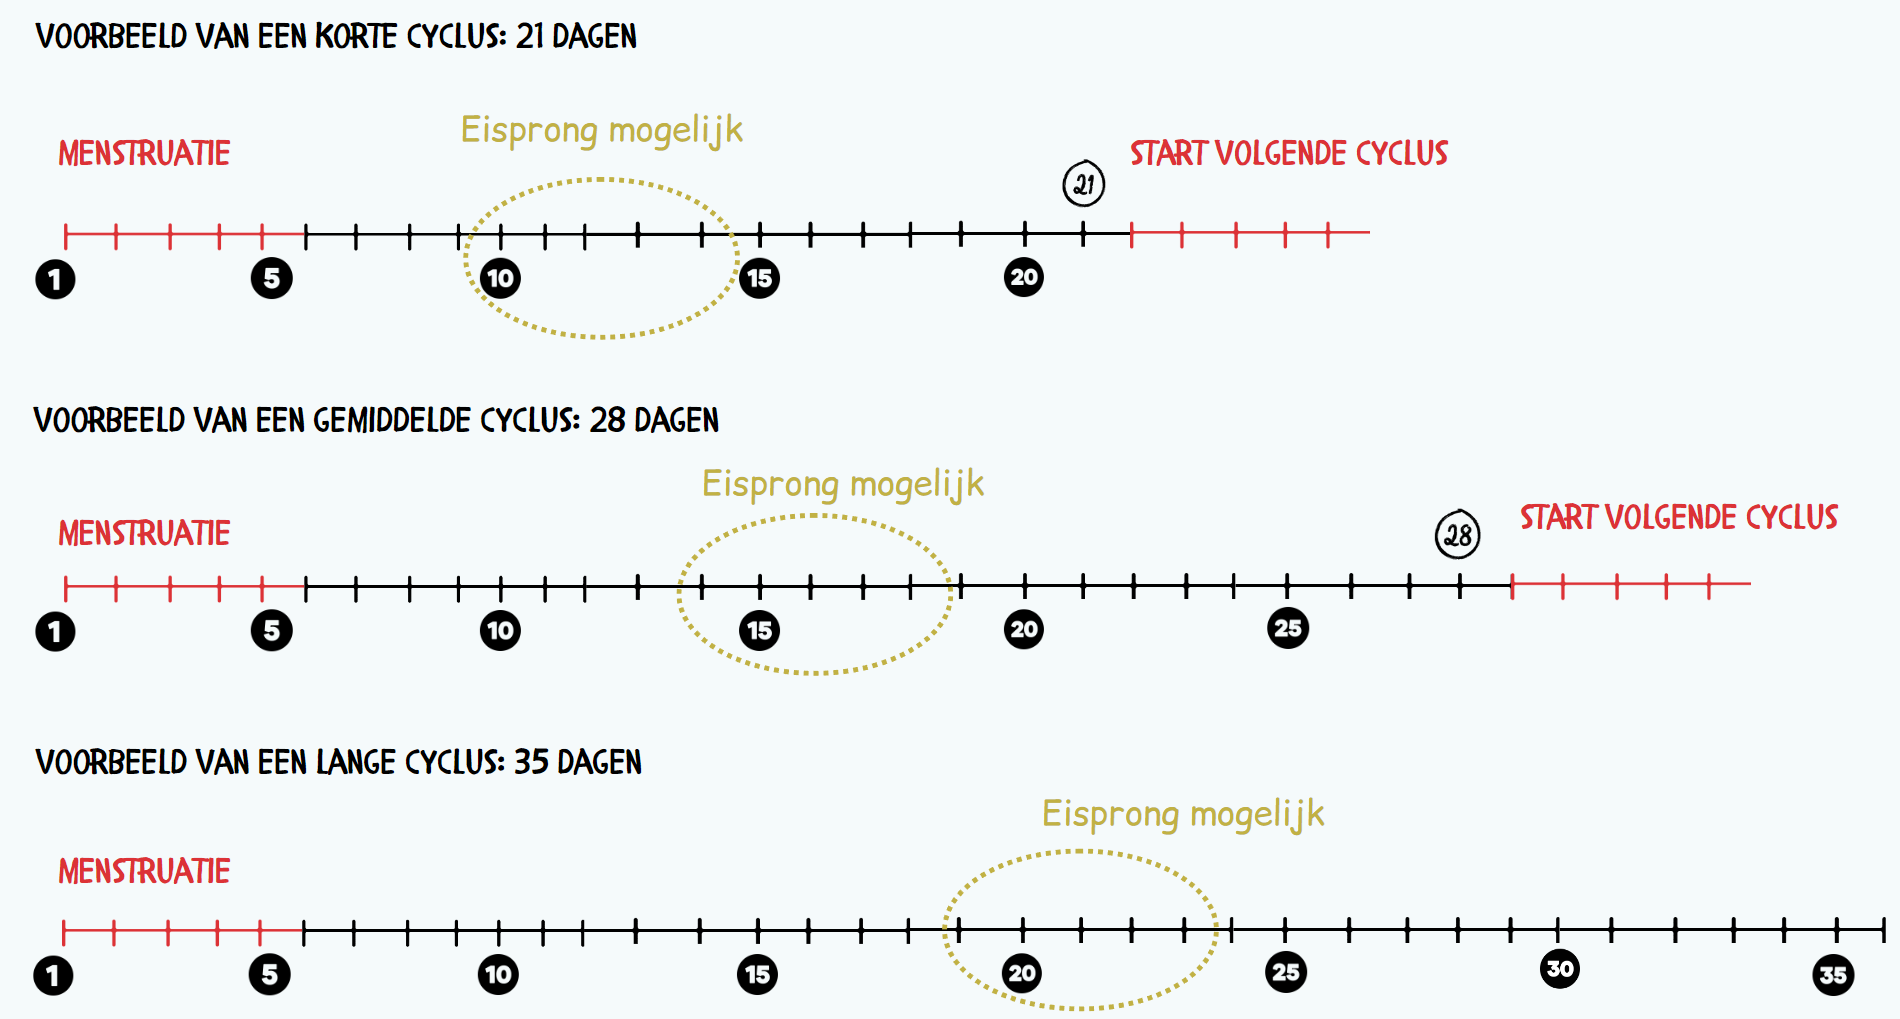 VOORBEELD VAN EEN KORTE CYCLUS: 21 DAGEN
Eisprong mogelijk
MENSTRUATIE
START VOLGENDE CYCLUS
21
1 5 10 15 20
VOORBEELD VAN EEN GEMIDDELDE CYCLUS: 28 DAGEN
Eisprong mogelijk
MENSTRUATIE
START VOLGENDE CYCLUS
28
1 5 10 15 20 25
VOORBEELD VAN EEN LANGE CYCLUS: 35 DAGEN
Eisprong mogelijk
MENSTRUATIE
1 5 10 15 20 25 30 35